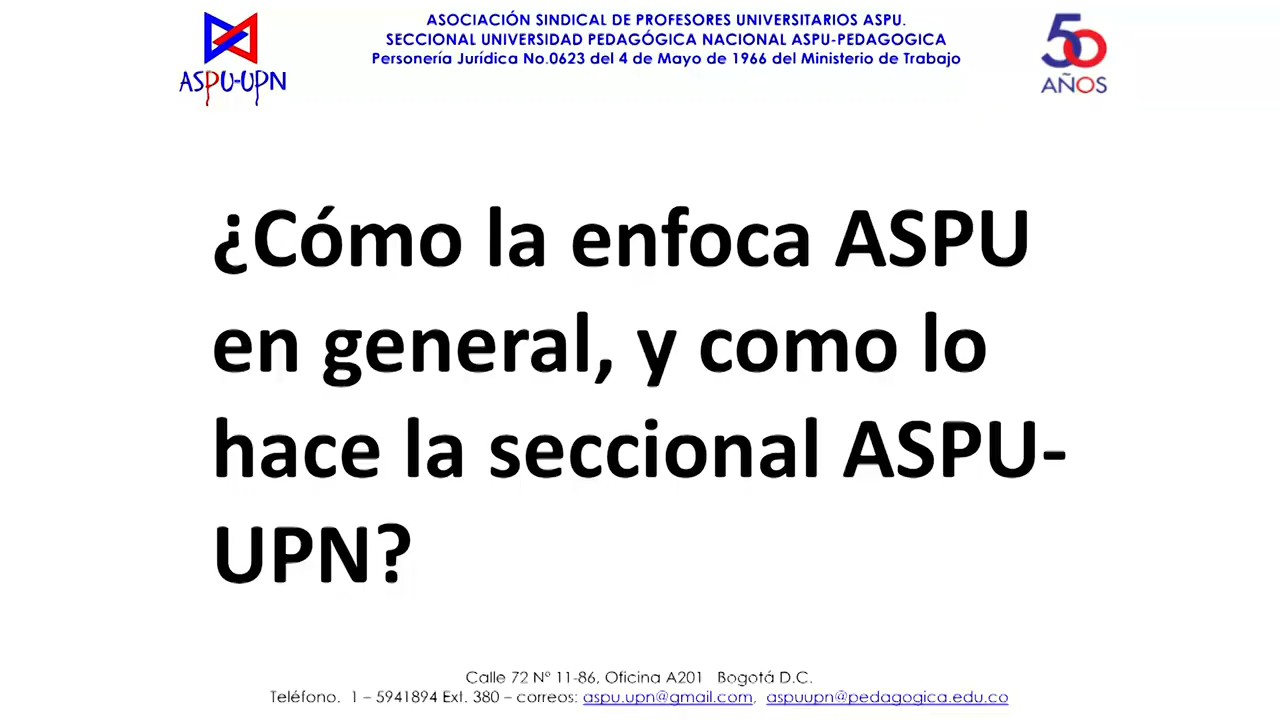 ASOCIACIÓN SINDICAL DE PROFESORES UNIVERSITARIOS ASPU.
SECCIONAL UNIVERSIDAD PEDAGÓGICA NACIONAL ASPU-PEDAGOGICA
Personería Jurídica No.0623 del 4 de Mayo de 1966 del Ministerio de Trabajo
ASPU-UPN
50
AÑOS
¿Cómo la enfoca ASPU
en general, y como lo
hace la seccional ASPU-
UPN?
Calle 72 Nº 11-86, Oficina A201 Bogotá D.C.
Teléfono. 1 – 5941894 Ext. 380 – correos: aspu.upn@gmail.com, aspuupn@pedagogica.edu.co